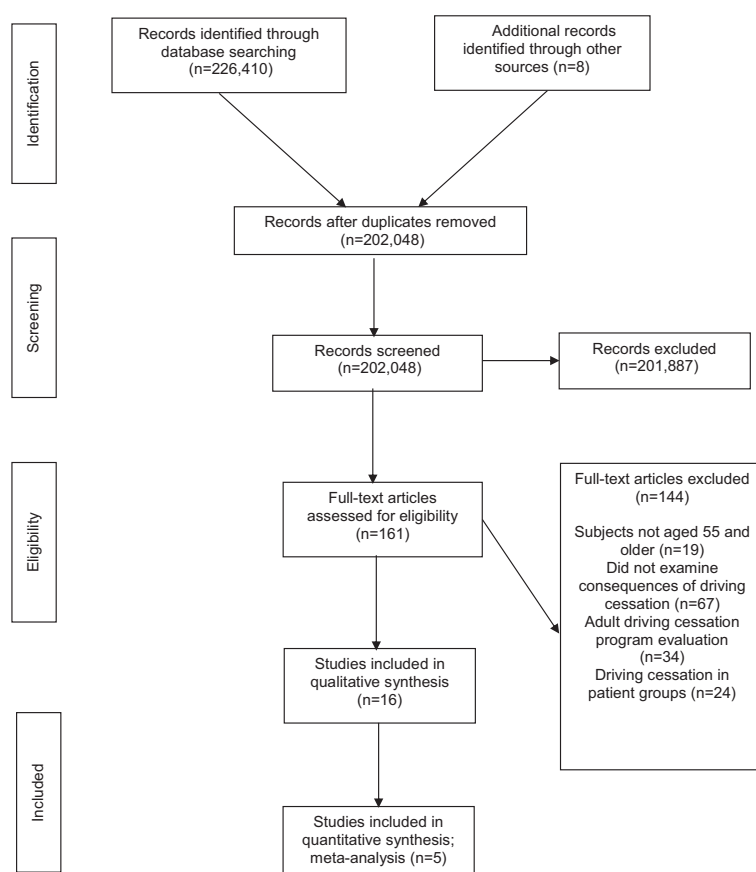 Identification
Records identified through
database searching
(n=226,410)
Additional records
identified through other
sources (n=8)
Records after duplicates removed
(n=202,048)
Screening
Records screened
(n=202,048)
Records excluded
(n=201,887)
Eligibility
Full-text articles
assessed for eligibility
(n=161)
Full-text articles excluded
(n=144)
Subjects not aged 55 and
older (n=19)
Did not examine
consequences of driving
cessation (n=67)
Adult driving cessation
program evaluation
(n=34)
Driving cessation in
patient groups (n=24)
Studies included in
qualitative synthesis
(n=16)
Included
Studies included in
quantitative synthesis;
meta-analysis (n=5)